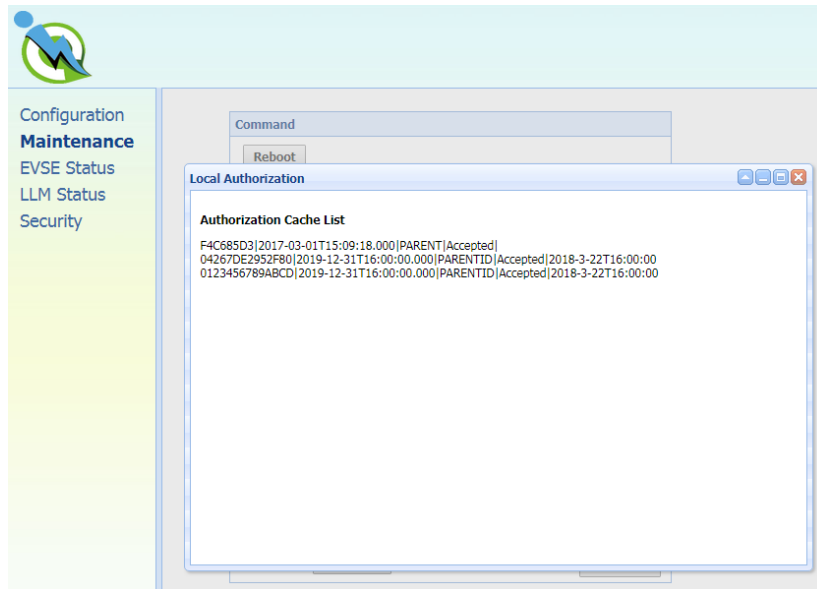 Configuration
Maintenance
EVSE Status
LLM Status
Security
Command
Reboot
Local Authorization
Authorization Cache List
F4C685D3|2017-03-01T15:09:18.000|PARENT|Accepted|
04267DE2952F80|2019-12-31T16:00:00.000|PARENTID|Accepted|2018-3-22T16:00:00
0123456789ABCD|2019-12-31T16:00:00.000|PARENTID|Accepted|2018-3-22T16:00:00